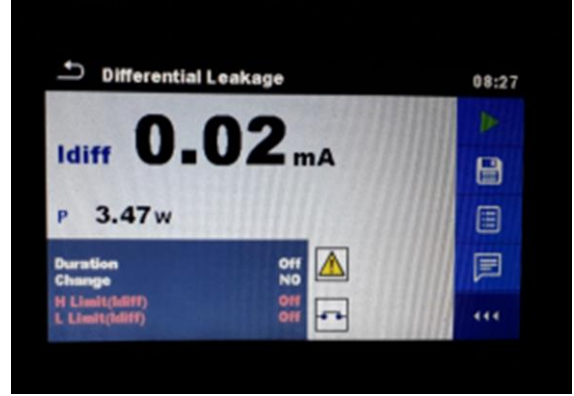 Differential Leakage 08:27
Idiff 0.02 mA
P 3.47 W
Duration Off
Change NO
H Limit(Idiff) Off
L Limit(Idiff) Off